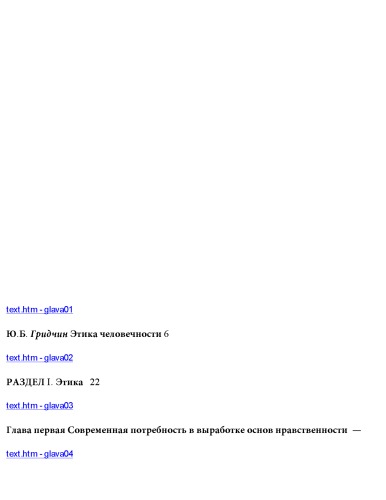 text.htm - glava01
Ю.Б. Гридчин Этика человечности 6
text.htm - glava02
РАЗДЕЛ I. Этика 22
text.htm - glava03
Глава первая Современная потребность в выработке основ нравственности —
text.htm - glava04